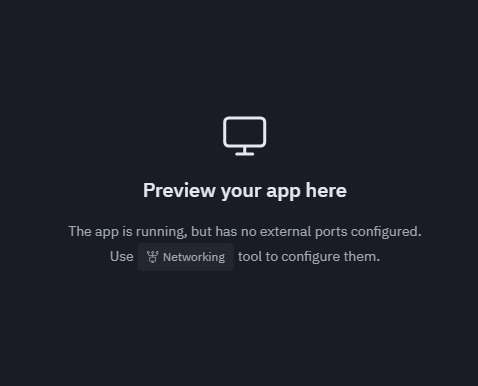 Preview your app here
The app is running, but has no external ports configured.
Use Networking tool to configure them.